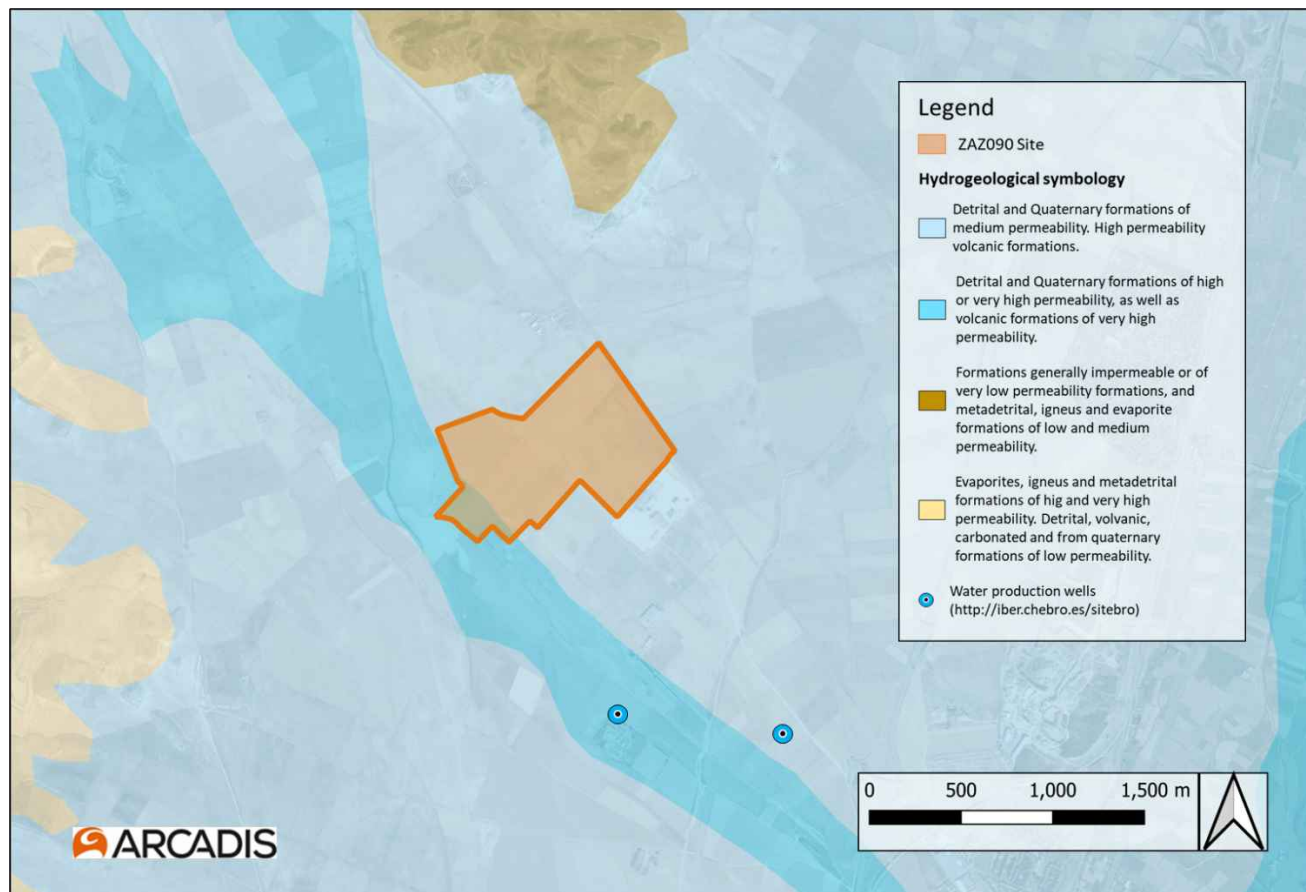 Legend
ZAZ090 Site
Hydrogeological symbology
Detrital and Quaternary formations of
medium permeability. High permeability
volcanic formations.
Detrital and Quaternary formations of high
or very high permeability, as well as
volcanic formations of very high
permeability.
Formations generally impermeable or of
very low permeability formations, and
metadetrital, igneus and evaporite
formations of low and medium
permeability.
Evaporites, igneus and metadetrital
formations of hig and very high
permeability. Detrital, volvanic,
carbonated and from quaternary
formations of low permeability.
Water production wells
(http://iber.chebro.es/sitebro)
0 500 1,000 1,500 m
ARCADIS